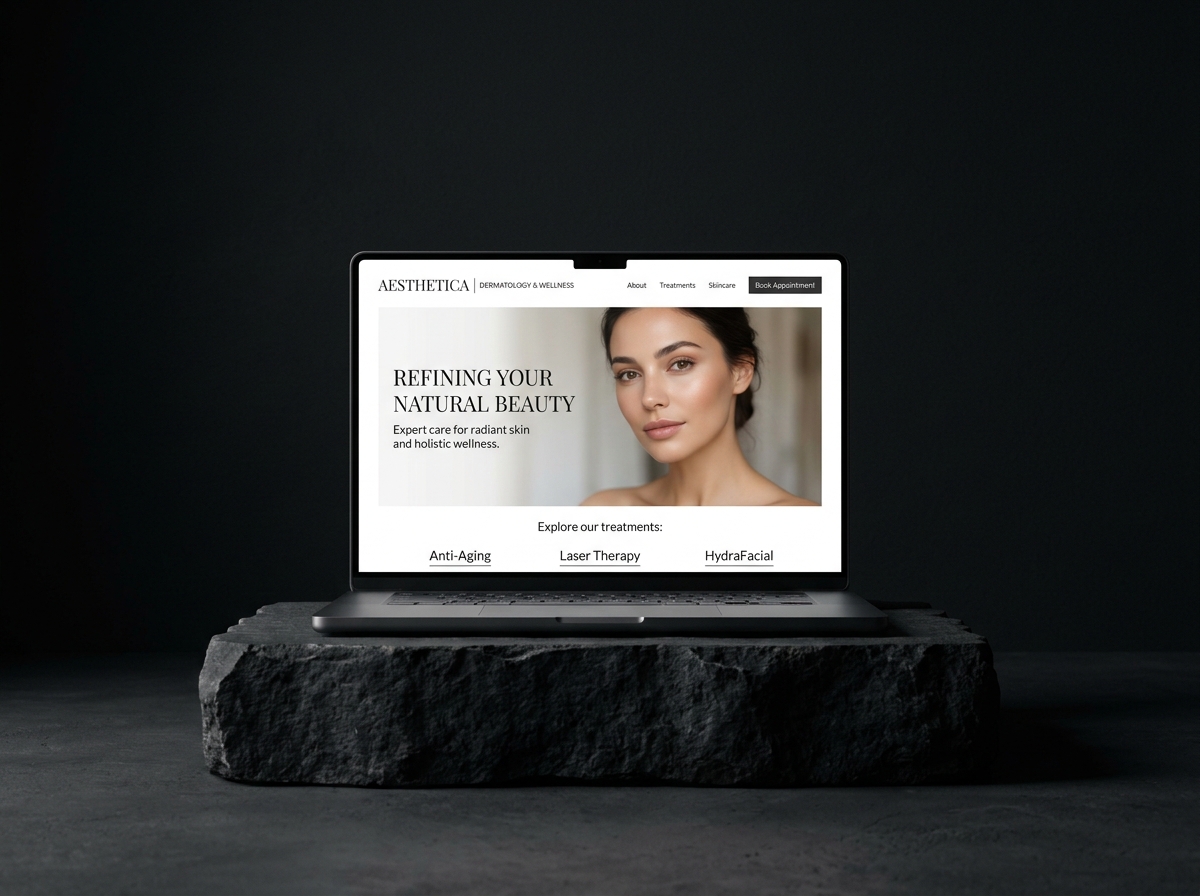 AESTHETICA | DERMATOLOGY & WELLNESS
About Treatments Skincare Book Appointment
REFINING YOUR
NATURAL BEAUTY
Expert care for radiant skin
and holistic wellness.
Explore our treatments:
Anti-Aging Laser Therapy HydraFacial